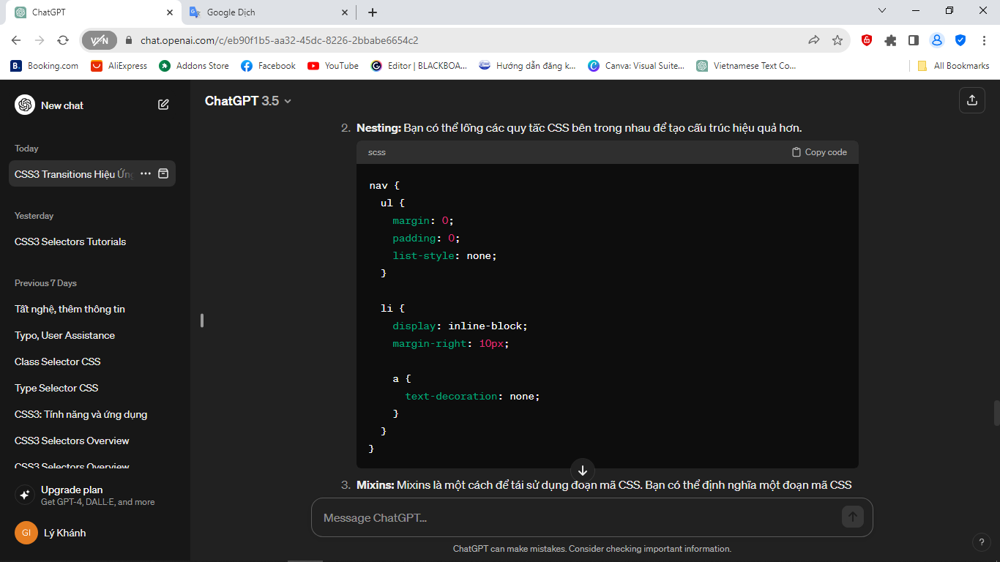 ChatGPT
Google Dịch
VPN
chat.openai.com/c/eb90f1b5-aa32-45dc-8226-2bbabe6654c2
B. Booking.com
AliExpress
Addons Store
Facebook
YouTube
Editor | BLACKBOA...
Hướng dẫn đăng k...
Canva: Visual Suite...
Vietnamese Text Co...
All Bookmarks
New chat
Today
CSS3 Transitions Hiệu Ứng
Yesterday
CSS3 Selectors Tutorials
Previous 7 Days
Tất nghệ, thêm thông tin
Typo, User Assistance
Class Selector CSS
Type Selector CSS
CSS3: Tính năng và ứng dụng
CSS3 Selectors Overview
CSS3 Selectors Overview
Upgrade plan
Get GPT-4, DALL·E, and more
GI Lý Khánh
ChatGPT 3.5
2. Nesting: Bạn có thể lồng các quy tắc CSS bên trong nhau để tạo cấu trúc hiệu quả hơn.
scss
Copy code
nav {
ul {
margin: 0;
padding: 0;
list-style: none;
}
li {
display: inline-block;
margin-right: 10px;
a {
text-decoration: none;
}
}
}
3. Mixins: Mixins là một cách để tái sử dụng đoạn mã CSS. Bạn có thể định nghĩa một đoạn mã CSS
Message ChatGPT...
ChatGPT can make mistakes. Consider checking important information.
?